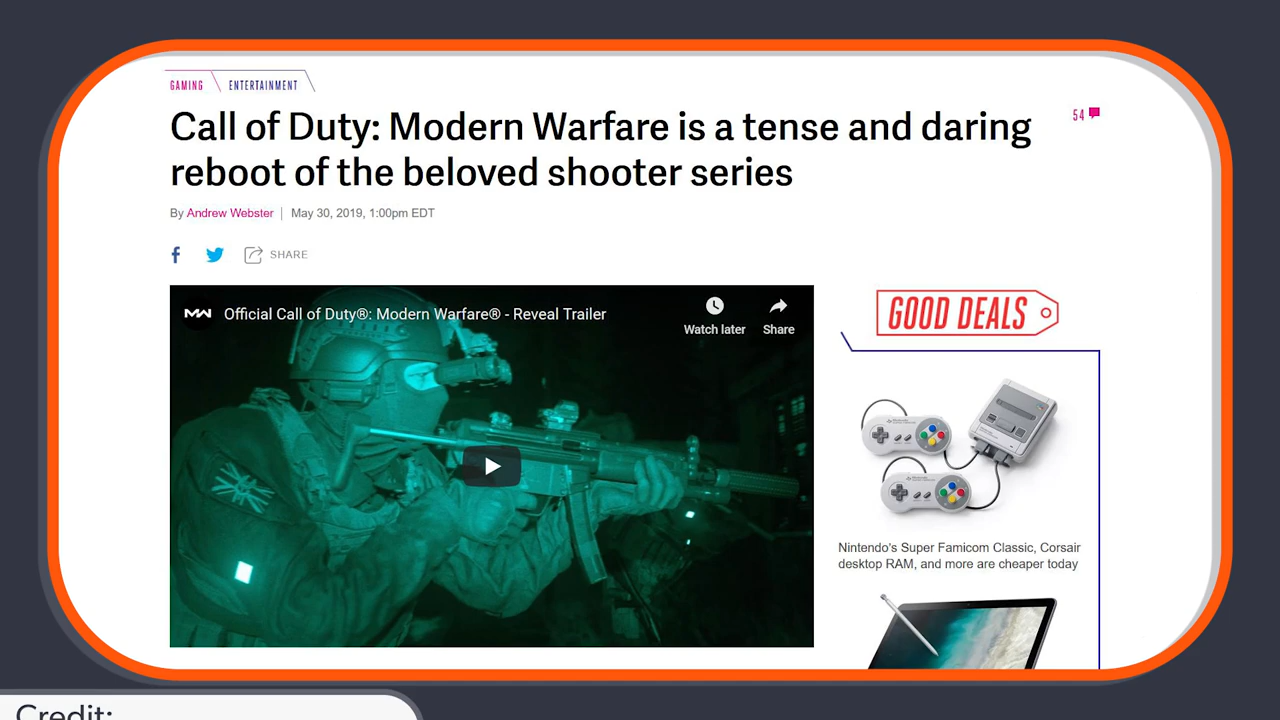 GAMING
ENTERTAINMENT
Call of Duty: Modern Warfare is a tense and daring
reboot of the beloved shooter series
54
By Andrew Webster | May 30, 2019, 1:00pm EDT
SHARE
MW Official Call of Duty®: Modern Warfare® - Reveal Trailer
Watch later
Share
GOOD DEALS
Nintendo's Super Famicom Classic, Corsair
desktop RAM, and more are cheaper today
Credit: